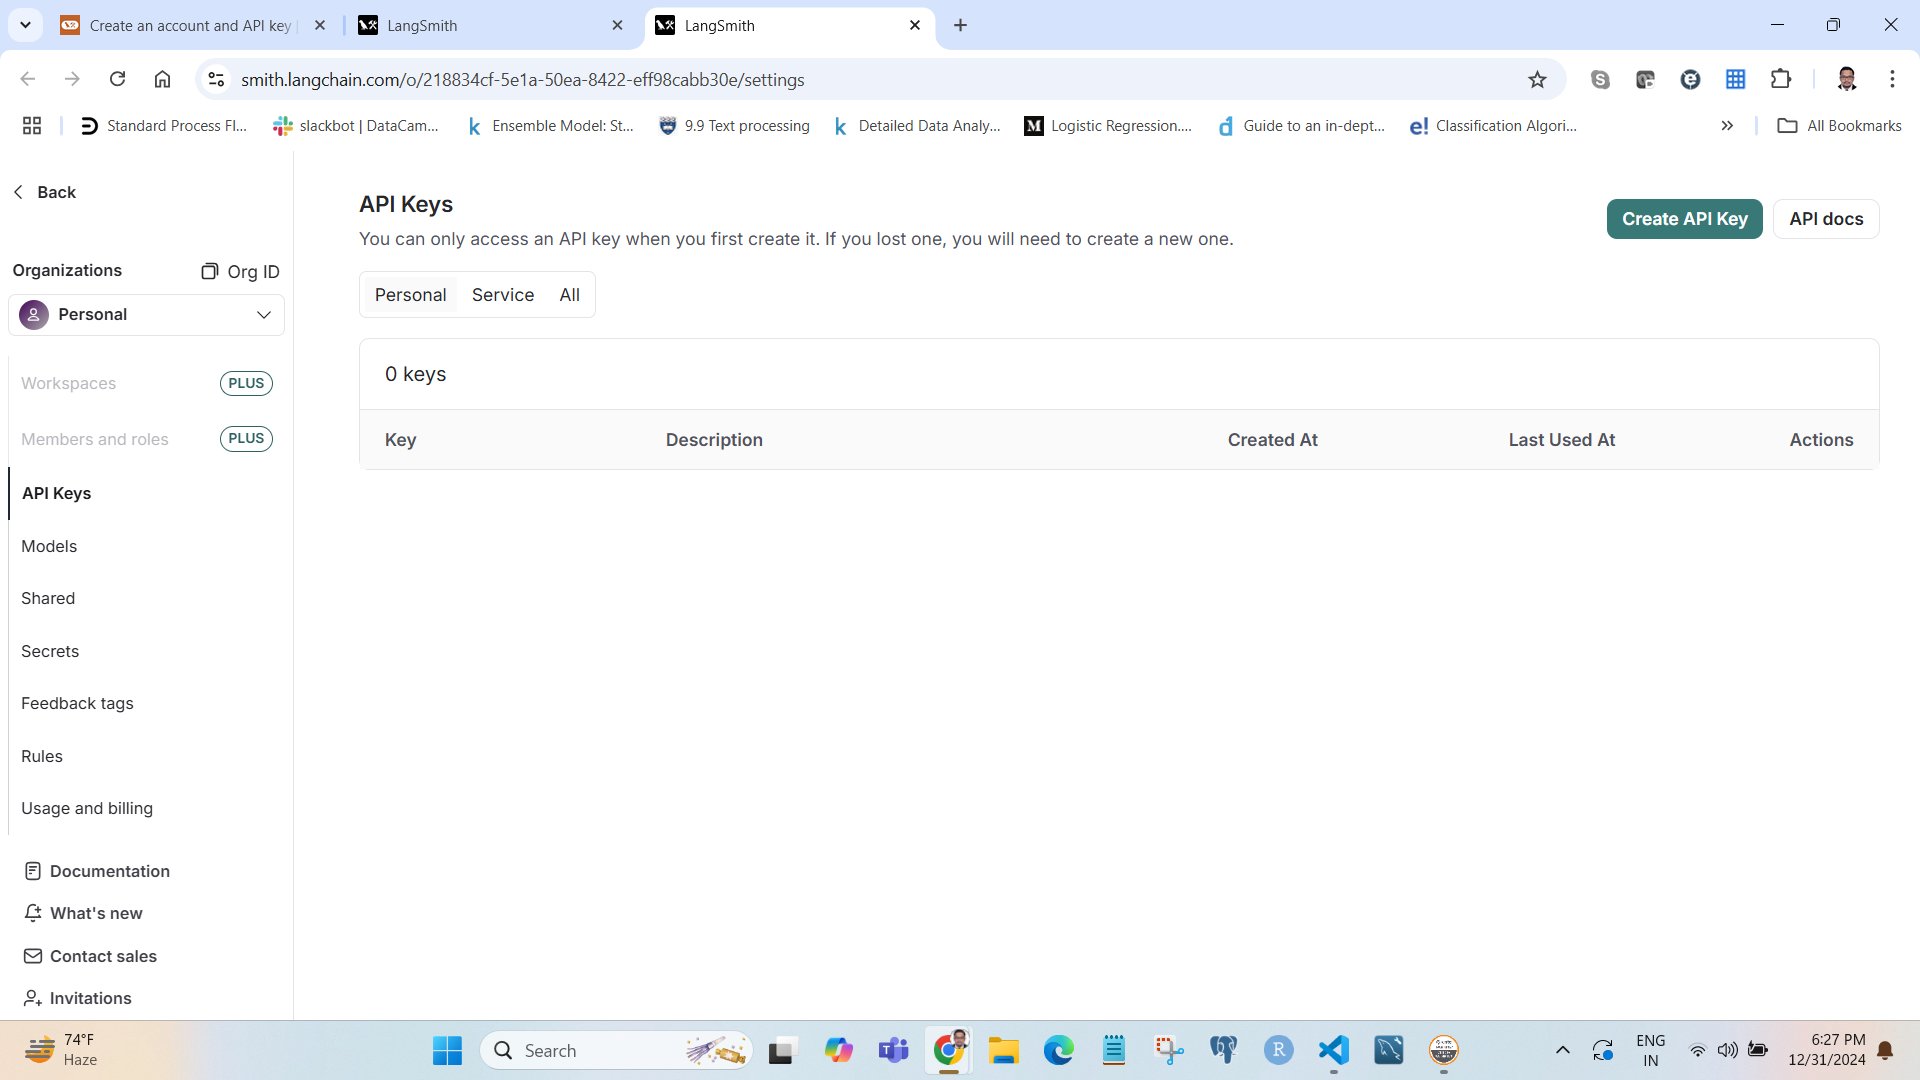 Create an account and API key
LangSmith
LangSmith
smith.langchain.com/o/218834cf-5e1a-50ea-8422-eff98cabb30e/settings
Standard Process Fl...
slackbot | DataCam...
Ensemble Model: St...
9.9 Text processing
Detailed Data Analy...
Logistic Regression....
Guide to an in-dept...
Classification Algori...
All Bookmarks
Back
Organizations
Org ID
Personal
Workspaces PLUS
Members and roles PLUS
API Keys
Models
Shared
Secrets
Feedback tags
Rules
Usage and billing
Documentation
What's new
Contact sales
Invitations
API Keys
You can only access an API key when you first create it. If you lost one, you will need to create a new one.
Create API Key
API docs
Personal Service All
0 keys
Key Description Created At Last Used At Actions
74°F
Haze
Search
ENG
IN
6:27 PM
12/31/2024